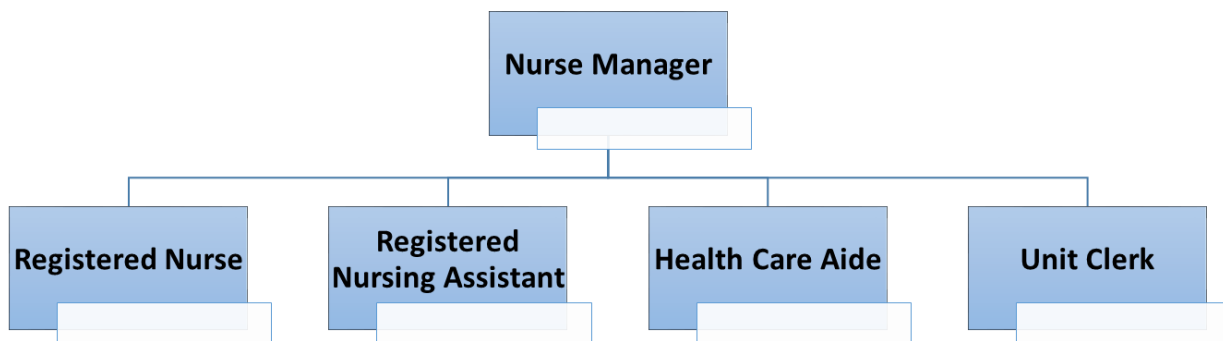 Nurse Manager
Registered Nurse
Registered
Nursing Assistant
Health Care Aide
Unit Clerk